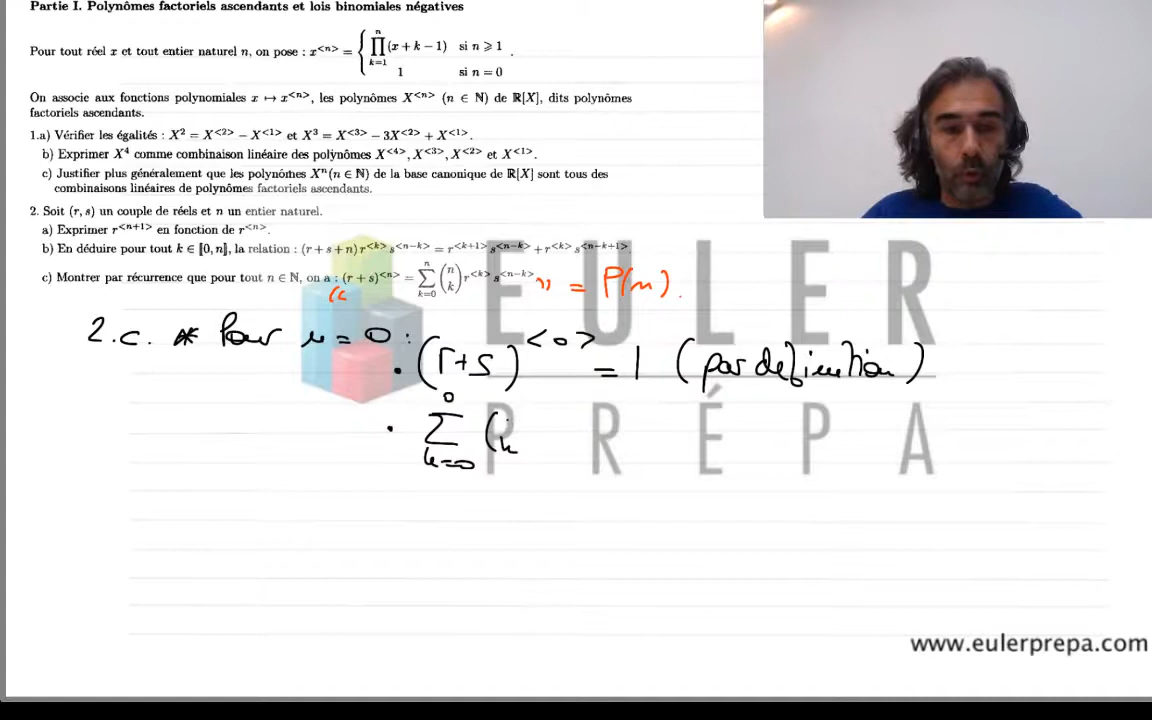 Partie I. Polynômes factoriels ascendants et lois binomiales négatives
Pour tout réel x et tout entier naturel n, on pose : x^{<n>} = { ∏_{k=1}^{n} (x + k − 1) si n ⩾ 1 .
1 si n = 0
On associe aux fonctions polynomiales x ↦ x^{<n>}, les polynômes X^{<n>} (n ∈ ℕ) de ℝ[X], dits polynômes
factoriels ascendants.
1.a) Vérifier les égalités : X² = X^{<2>} − X^{<1>} et X³ = X^{<3>} − 3X^{<2>} + X^{<1>}.
b) Exprimer X⁴ comme combinaison linéaire des polynômes X^{<4>}, X^{<3>}, X^{<2>} et X^{<1>}.
c) Justifier plus généralement que les polynômes Xⁿ(n ∈ ℕ) de la base canonique de ℝ[X] sont tous des
combinaisons linéaires de polynômes factoriels ascendants.
2. Soit (r, s) un couple de réels et n un entier naturel.
a) Exprimer r^{<n+1>} en fonction de r^{<n>}.
b) En déduire pour tout k ∈ ⟦0, n⟧, la relation : (r + s + n) r^{<k>} s^{<n−k>} = r^{<k+1>} s^{<n−k>} + r^{<k>} s^{<n−k+1>}.
c) Montrer par récurrence que pour tout n ∈ ℕ, on a : (r + s)^{<n>} = ∑_{k=0}^{n} (n k) r^{<k>} s^{<n−k>} » = P(n).
«
2.c. * Pour n = 0 :
• (r+s)^{<0>} = 1 (par définition)
• ∑_{k=0}^{0} (
EULER
PRÉPA
www.eulerprepa.com